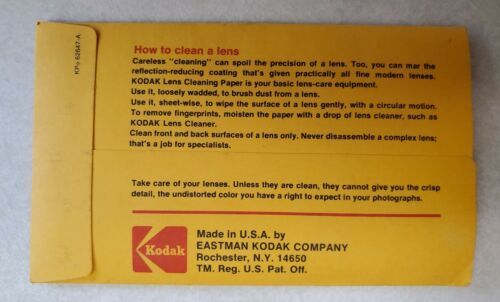 KP☉ 62647-A
How to clean a lens
Careless "cleaning" can spoil the precision of a lens. Too, you can mar the
reflection-reducing coating that's given practically all fine modern lenses.
KODAK Lens Cleaning Paper is your basic lens-care equipment.
Use it, loosely wadded, to brush dust from a lens.
Use it, sheet-wise, to wipe the surface of a lens gently, with a circular motion.
To remove fingerprints, moisten the paper with a drop of lens cleaner, such as
KODAK Lens Cleaner.
Clean front and back surfaces of a lens only. Never disassemble a complex lens;
that's a job for specialists.
Take care of your lenses. Unless they are clean, they cannot give you the crisp
detail, the undistorted color you have a right to expect in your photographs.
Kodak
Made in U.S.A. by
EASTMAN KODAK COMPANY
Rochester, N.Y. 14650
TM. Reg. U.S. Pat. Off.